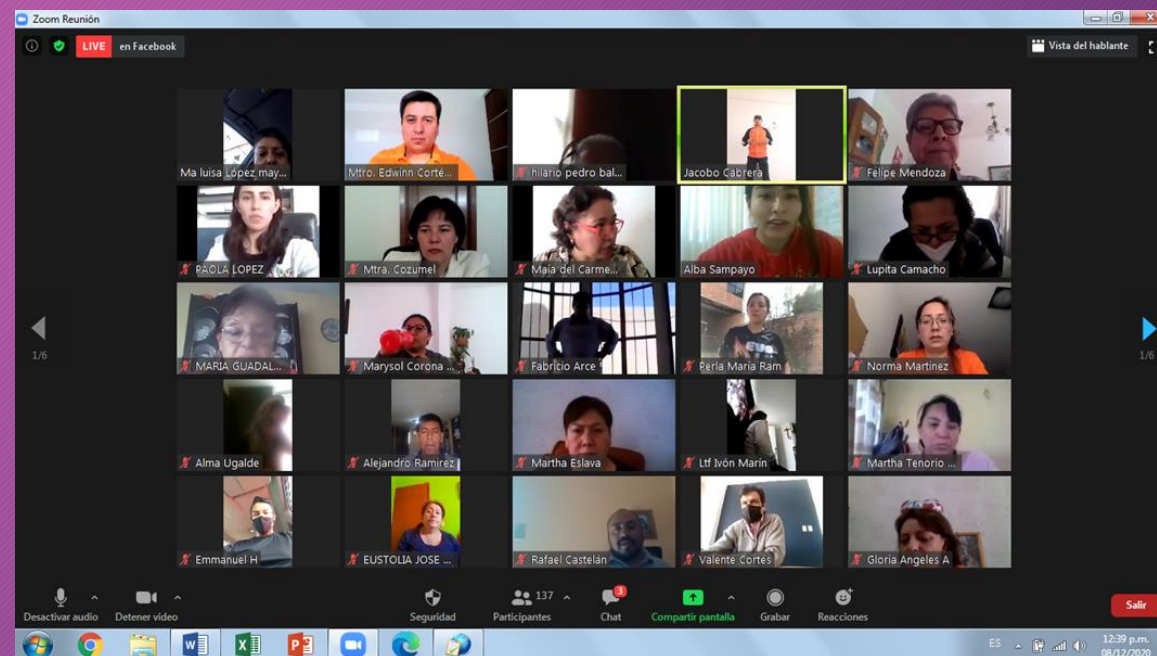 Zoom Reunión
LIVE en Facebook
Vista del hablante
Ma luisa López may...
Mtro. Edwinn Corté...
hilario pedro bal...
Jacobo Cabrera
Felipe Mendoza
PAOLA LOPEZ
Mtra. Cozumel
Maia del Carme...
Alba Sampayo
Lupita Camacho
1/6
MARIA GUADAL...
Marysol Corona ...
Fabricio Arce
Perla María Ram
Norma Martinez
1/6
Alma Ugalde
Alejandro Ramirez
Martha Eslava
Ltf Ivón Marín
Martha Tenorio ...
Emmanuel H
EUSTOLIA JOSE ...
Rafael Castelán
Valente Cortés
Gloria Angeles A
Desactivar audio
Detener video
Seguridad
137
Participantes
3
Chat
Compartir pantalla
Grabar
Reacciones
Salir
ES
12:39 p.m.
08/12/2020